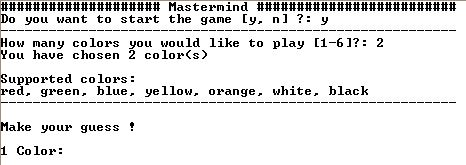 #################### Mastermind #########################
Do you want to start the game [y, n] ?: y
---------------------------------------------------------
How many colors you would like to play [1-6]?: 2
You have chosen 2 color(s)
Supported colors:
red, green, blue, yellow, orange, white, black
---------------------------------------------------------
Make your guess !
1 Color: